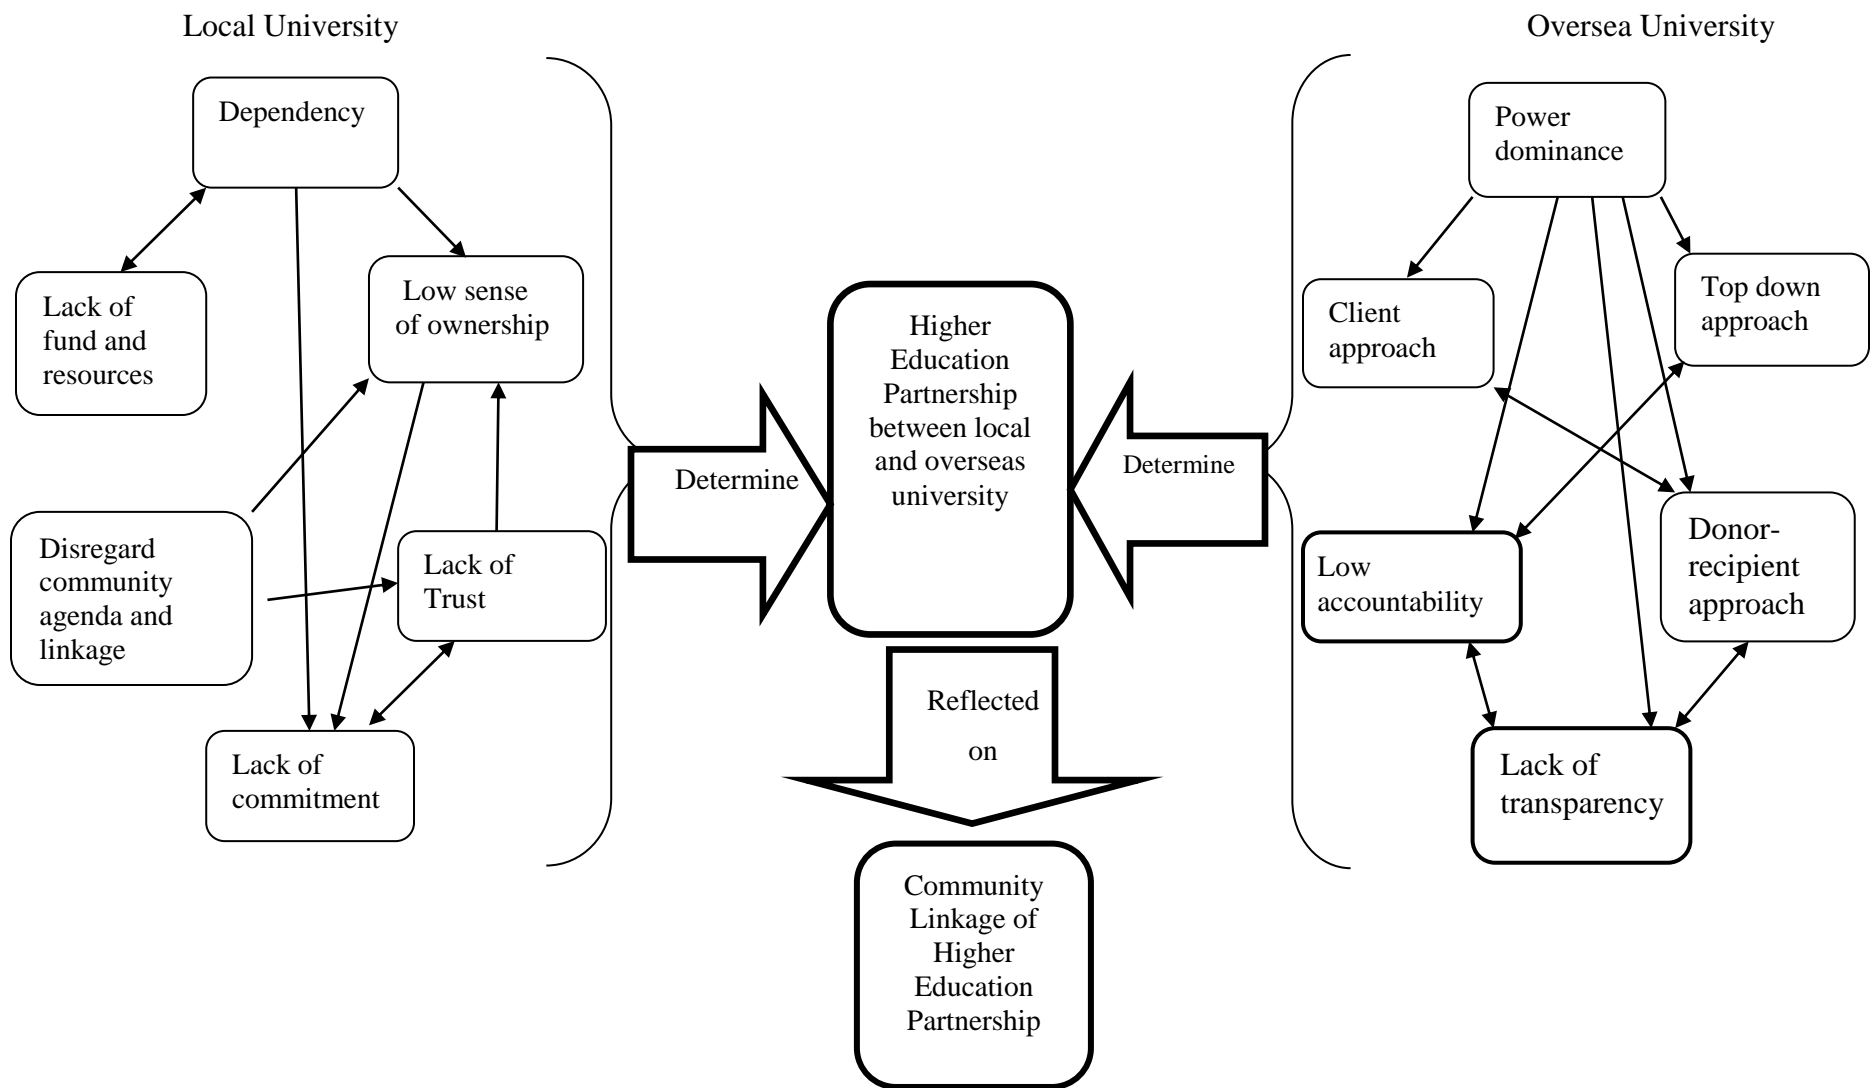 Local University
Oversea University
Dependency
Lack of
fund and
resources
Low sense
of ownership
Disregard
community
agenda and
linkage
Lack of
Trust
Lack of
commitment
Determine
Higher
Education
Partnership
between local
and overseas
university
Determine
Reflected
on
Community
Linkage of
Higher
Education
Partnership
Power
dominance
Client
approach
Top down
approach
Low
accountability
Donor-
recipient
approach
Lack of
transparency